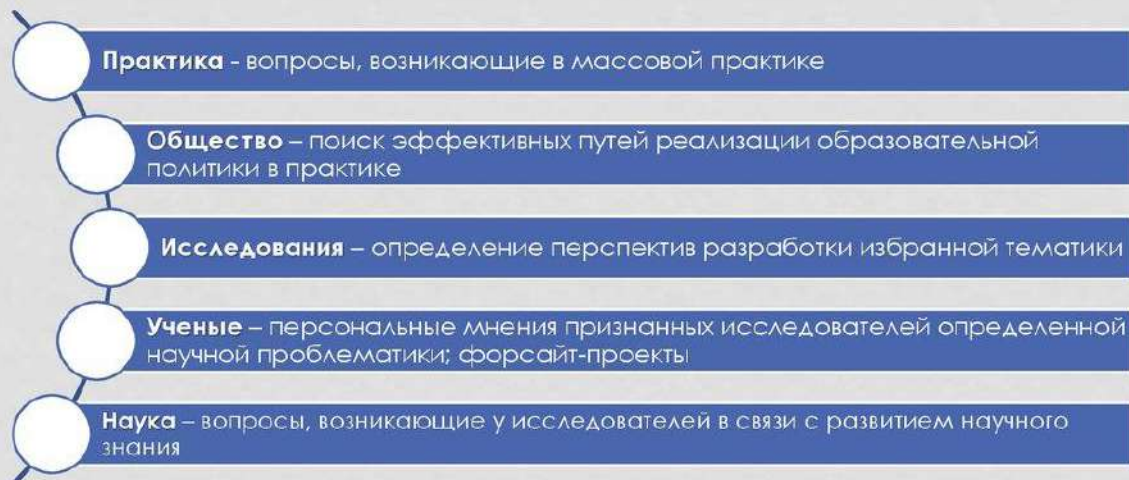 Практика - вопросы, возникающие в массовой практике
Общество – поиск эффективных путей реализации образовательной
политики в практике
Исследования – определение перспектив разработки избранной тематики
Ученые – персональные мнения признанных исследователей определенной
научной проблематики; форсайт-проекты
Наука – вопросы, возникающие у исследователей в связи с развитием научного
знания